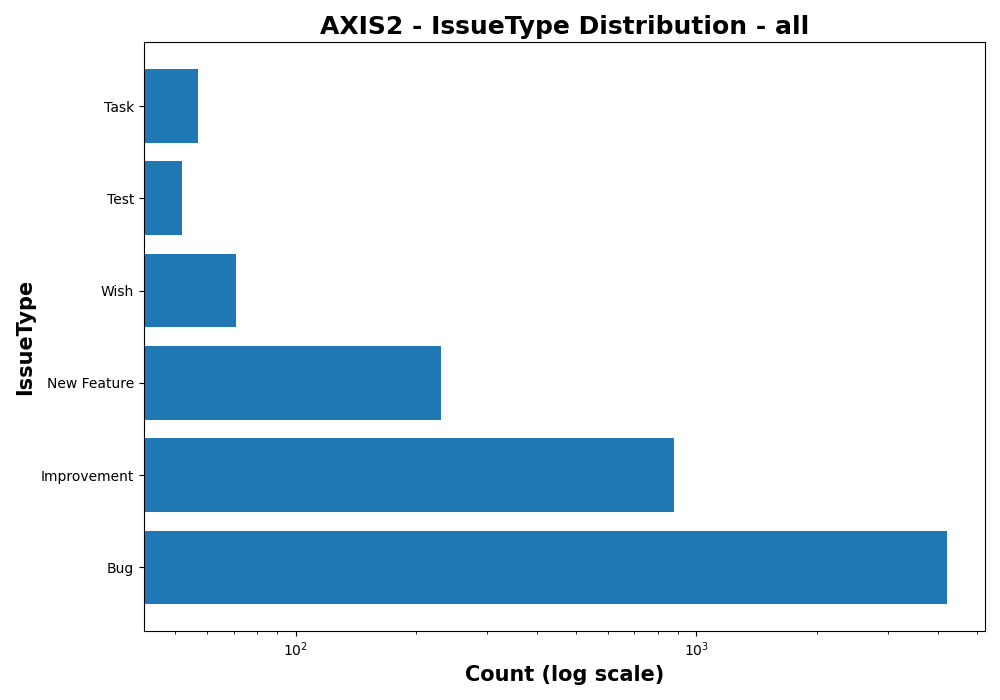 AXIS2 - IssueType Distribution - all
IssueType
Task
Test
Wish
New Feature
Improvement
Bug
10²
10³
Count (log scale)